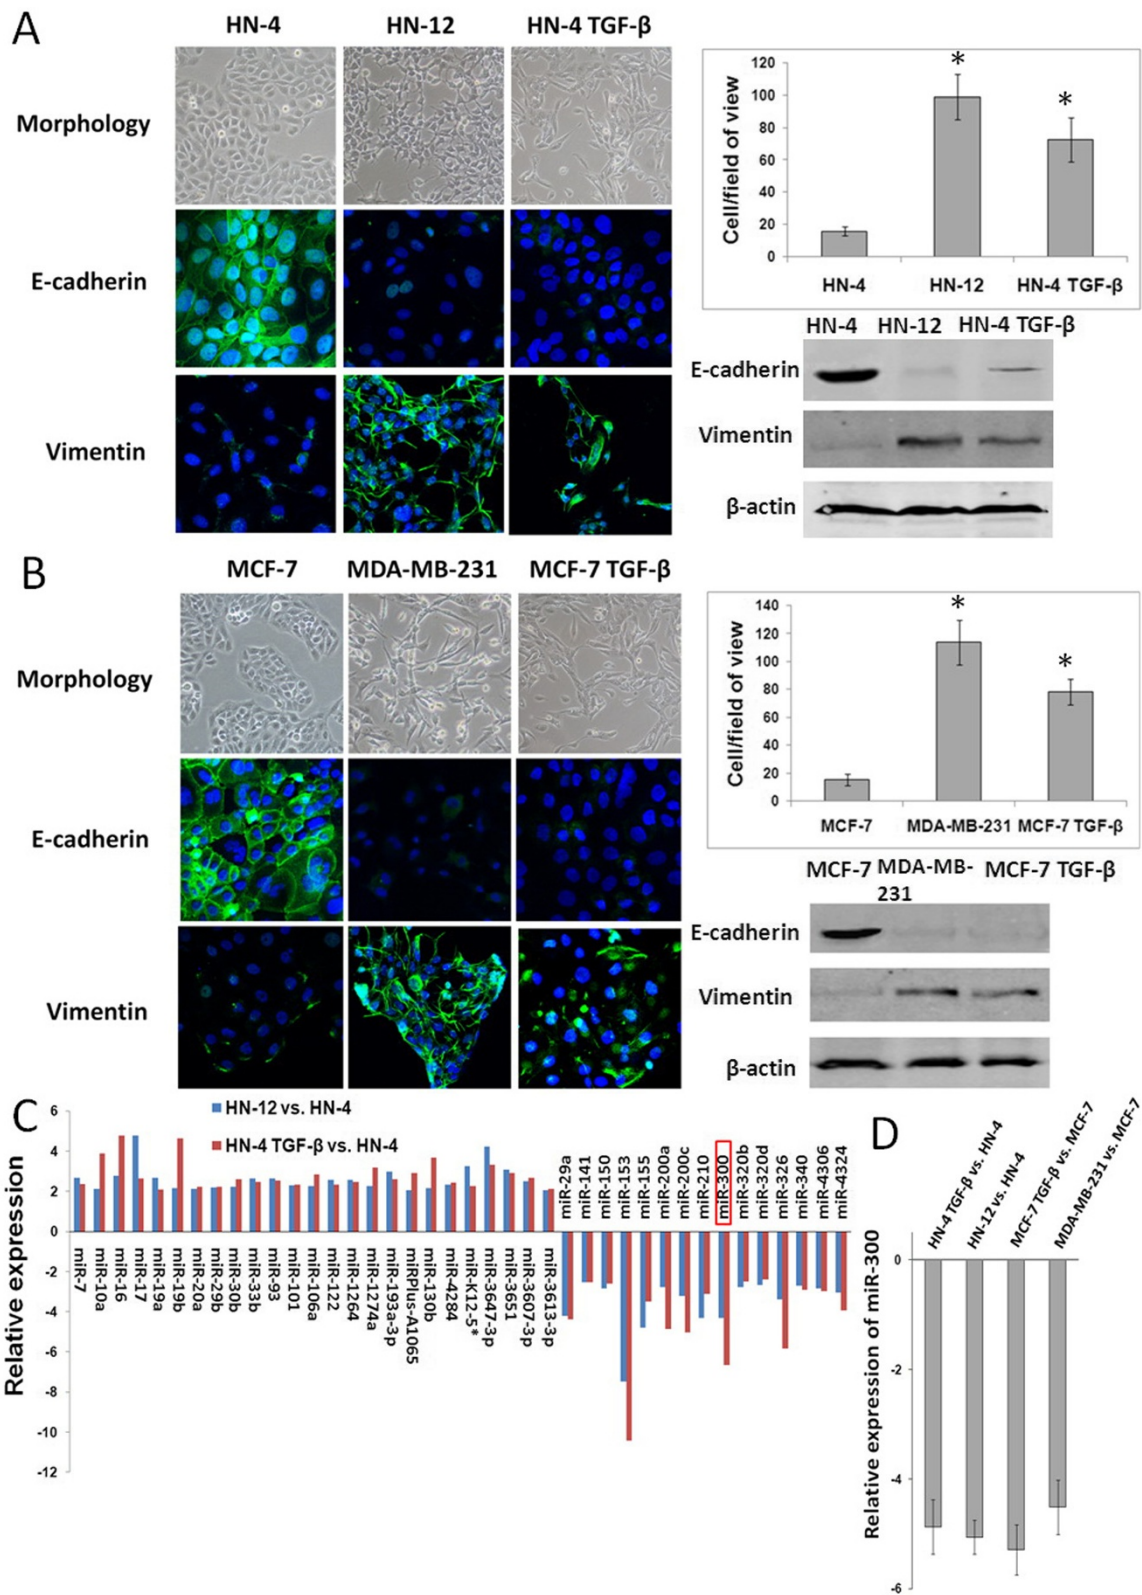 A
HN-4 HN-12 HN-4 TGF-β
Morphology
E-cadherin
Vimentin
Cell/field of view
120
100
80
60
40
20
0
*
*
HN-4 HN-12 HN-4 TGF-β
HN-4 HN-12 HN-4 TGF-β
E-cadherin
Vimentin
β-actin
B
MCF-7 MDA-MB-231 MCF-7 TGF-β
Morphology
E-cadherin
Vimentin
Cell/field of view
140
120
100
80
60
40
20
0
*
*
MCF-7 MDA-MB-231 MCF-7 TGF-β
MCF-7 MDA-MB- MCF-7 TGF-β
231
E-cadherin
Vimentin
β-actin
C
HN-12 vs. HN-4
HN-4 TGF-β vs. HN-4
Relative expression
6
4
2
0
-2
-4
-6
-8
-10
-12
miR-7
miR-10a
miR-16
miR-17
miR-19a
miR-19b
miR-20a
miR-29b
miR-30b
miR-33b
miR-93
miR-101
miR-106a
miR-122
miR-1264
miR-1274a
miR-193a-3p
miRPlus-A1065
miR-130b
miR-4284
miR-K12-5*
miR-3647-3p
miR-3651
miR-3607-3p
miR-3613-3p
miR-29a
miR-141
miR-150
miR-153
miR-155
miR-200a
miR-200c
miR-210
miR-300
miR-320b
miR-320d
miR-326
miR-340
miR-4306
miR-4324
D
HN-4 TGF-β vs. HN-4
HN-12 vs. HN-4
MCF-7 TGF-β vs. MCF-7
MDA-MB-231 vs. MCF-7
Relative expression of miR-300
0
-2
-4
-6